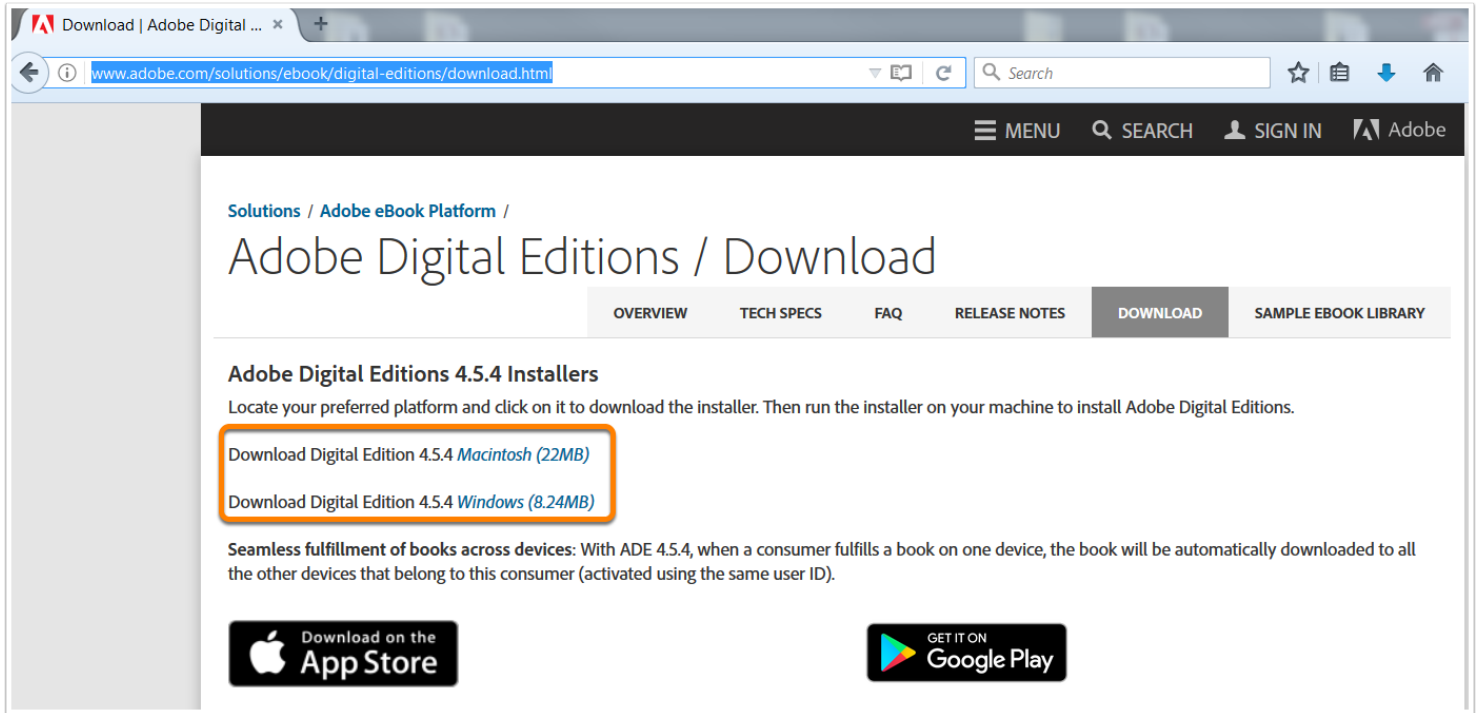 Download | Adobe Digital ... × +
www.adobe.com/solutions/ebook/digital-editions/download.html
Search
MENU SEARCH SIGN IN Adobe
Solutions / Adobe eBook Platform /
Adobe Digital Editions / Download
OVERVIEW TECH SPECS FAQ RELEASE NOTES DOWNLOAD SAMPLE EBOOK LIBRARY
Adobe Digital Editions 4.5.4 Installers
Locate your preferred platform and click on it to download the installer. Then run the installer on your machine to install Adobe Digital Editions.
Download Digital Edition 4.5.4 Macintosh (22MB)
Download Digital Edition 4.5.4 Windows (8.24MB)
Seamless fulfillment of books across devices: With ADE 4.5.4, when a consumer fulfills a book on one device, the book will be automatically downloaded to all
the other devices that belong to this consumer (activated using the same user ID).
Download on the
App Store
GET IT ON
Google Play